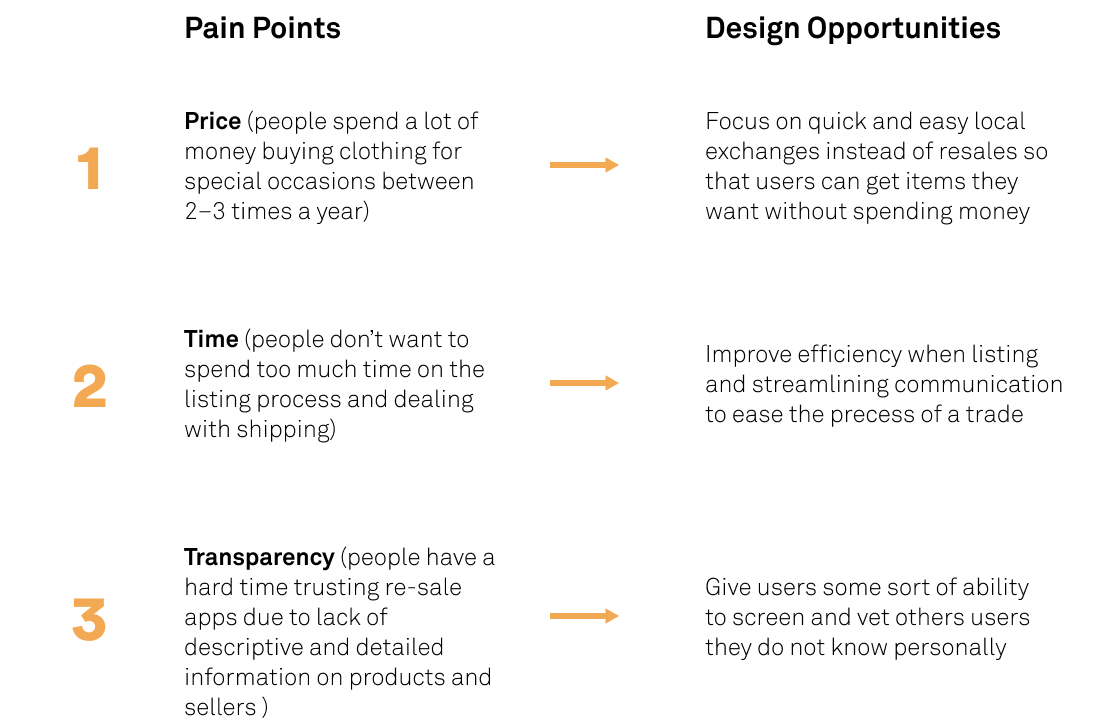 Pain Points
Design Opportunities
1
Price (people spend a lot of
money buying clothing for
special occasions between
2–3 times a year)
Focus on quick and easy local
exchanges instead of resales so
that users can get items they
want without spending money
2
Time (people don’t want to
spend too much time on the
listing process and dealing
with shipping)
Improve efficiency when listing
and streamlining communication
to ease the precess of a trade
3
Transparency (people have a
hard time trusting re-sale
apps due to lack of
descriptive and detailed
information on products and
sellers )
Give users some sort of ability
to screen and vet others users
they do not know personally